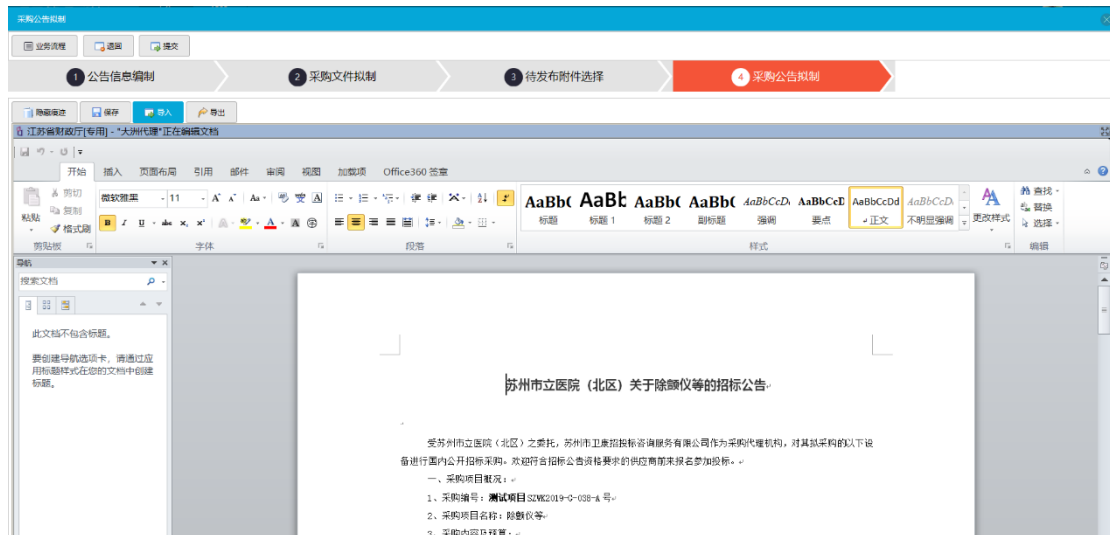 采购公告拟制
业务流程 退回 提交
1 公告信息编制 2 采购文件拟制 3 待发布附件选择 4 采购公告拟制
隐藏痕迹 保存 导入 导出
江苏省财政厅[专用] - "大洲代理"正在编辑文档
开始 插入 页面布局 引用 邮件 审阅 视图 加载项 Office360 签章
粘贴 剪切 复制 格式刷
微软雅黑 11
AaBb( AaBb AaBb( AaBb( AaBbCcD AaBbCcD AaBbCcDd AaBbCcD
标题 标题 1 标题 2 副标题 强调 要点 正文 不明显强调
更改样式
查找 替换 选择
剪贴板 字体 段落 样式 编辑
导航
搜索文档
此文档不包含标题。
要创建导航选项卡，请通过应
用标题样式在您的文档中创建
标题。
苏州市立医院（北区）关于除颤仪等的招标公告
受苏州市立医院（北区）之委托，苏州市卫康招投标咨询服务有限公司作为采购代理机构，对其拟采购的以下设
备进行国内公开招标采购。欢迎符合招标公告资格要求的供应商前来报名参加投标。
一、采购项目概况：
1、采购编号：测试项目SZWK2019-G-038-A 号
2、采购项目名称：除颤仪等
3、采购内容及预算：